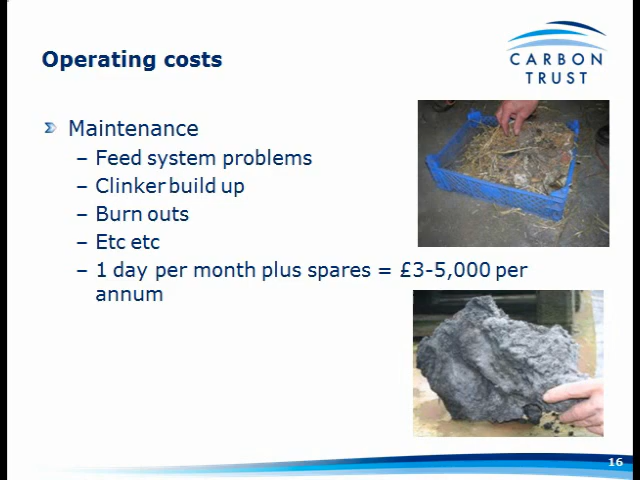 Operating costs
CARBON
TRUST
Maintenance
– Feed system problems
– Clinker build up
– Burn outs
– Etc etc
– 1 day per month plus spares = £3-5,000 per
annum
16